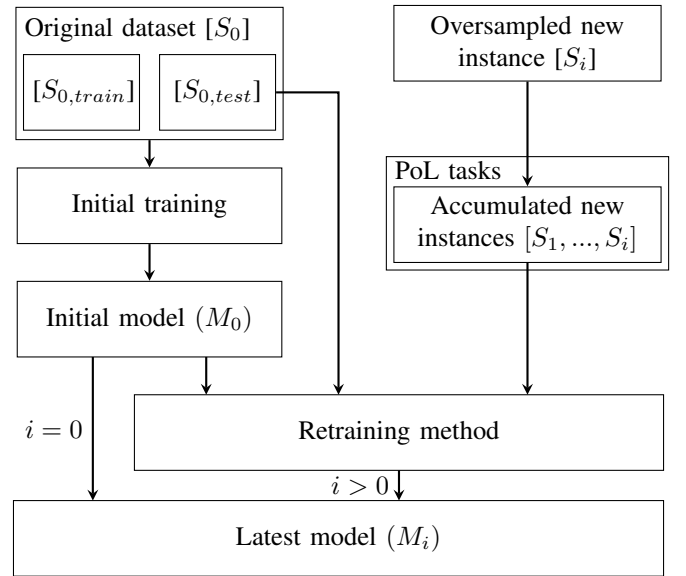 Original dataset [S_0]
[S_{0,train}]
[S_{0,test}]
Oversampled new
instance [S_i]
Initial training
PoL tasks
Accumulated new
instances [S_1, ..., S_i]
Initial model (M_0)
i = 0
Retraining method
i > 0
Latest model (M_i)